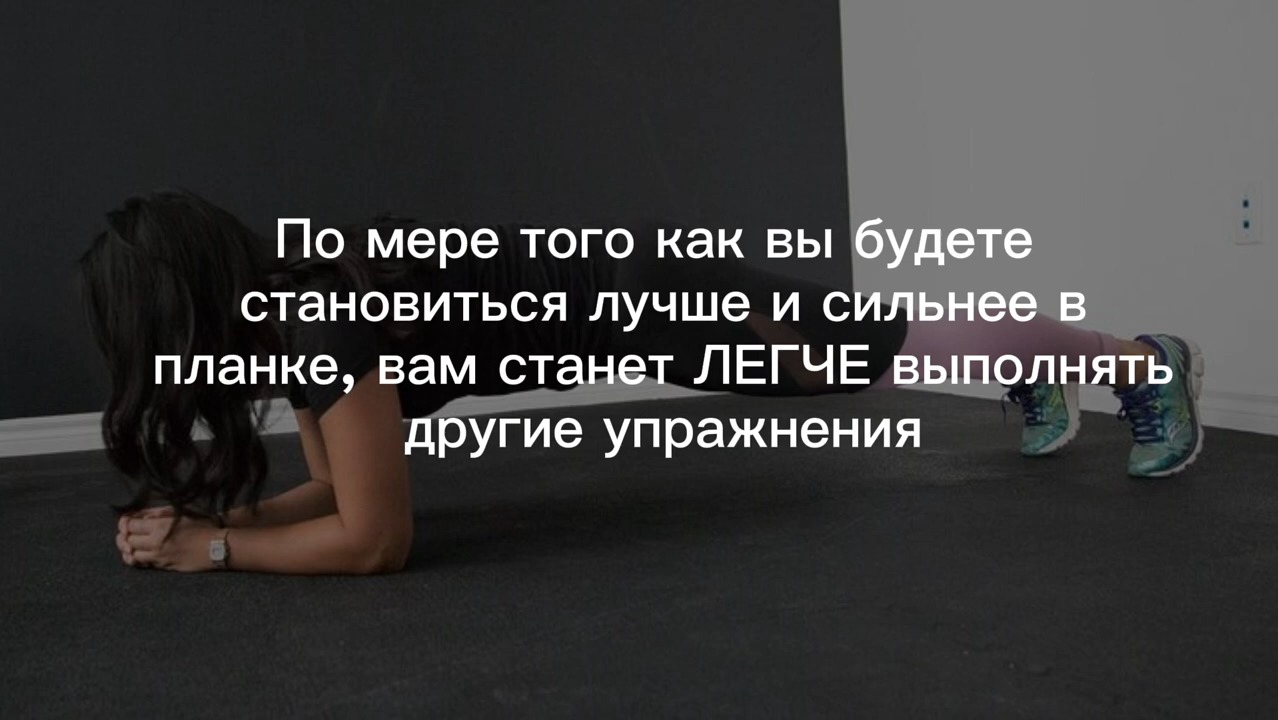 По мере того как вы будете
становиться лучше и сильнее в
планке, вам станет ЛЕГЧЕ выполнять
другие упражнения